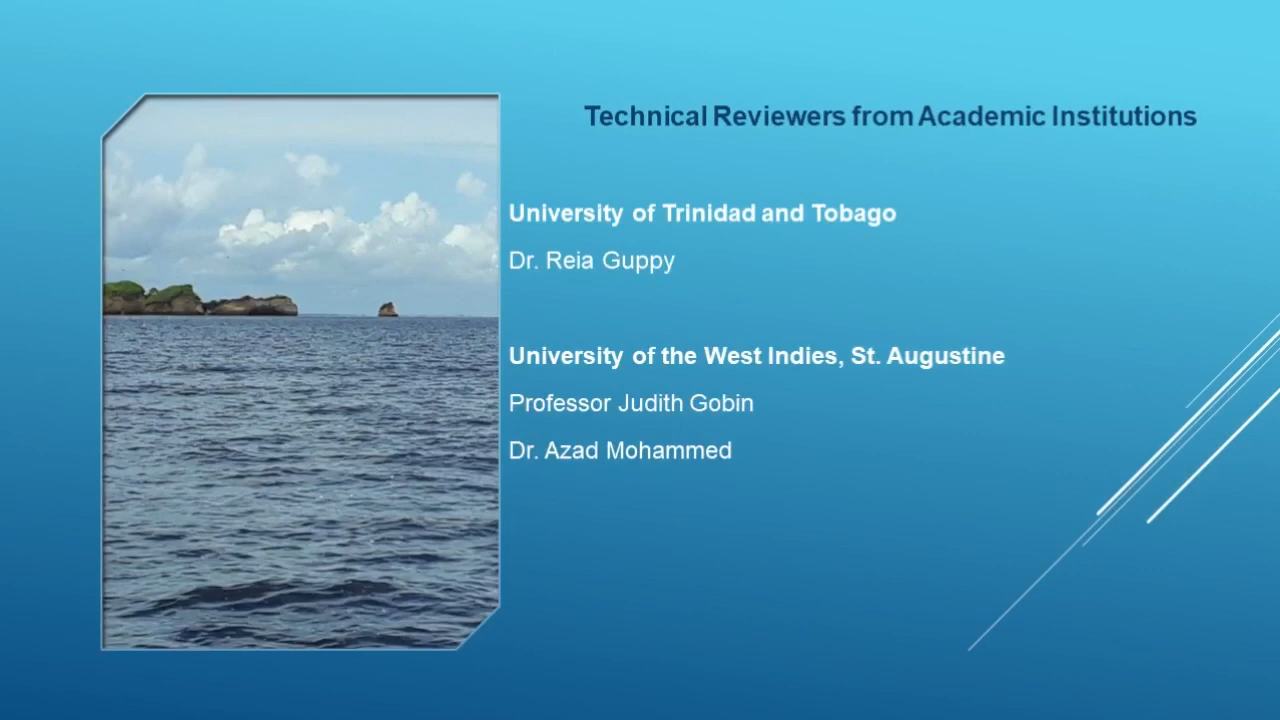 Technical Reviewers from Academic Institutions
University of Trinidad and Tobago
Dr. Reia Guppy
University of the West Indies, St. Augustine
Professor Judith Gobin
Dr. Azad Mohammed